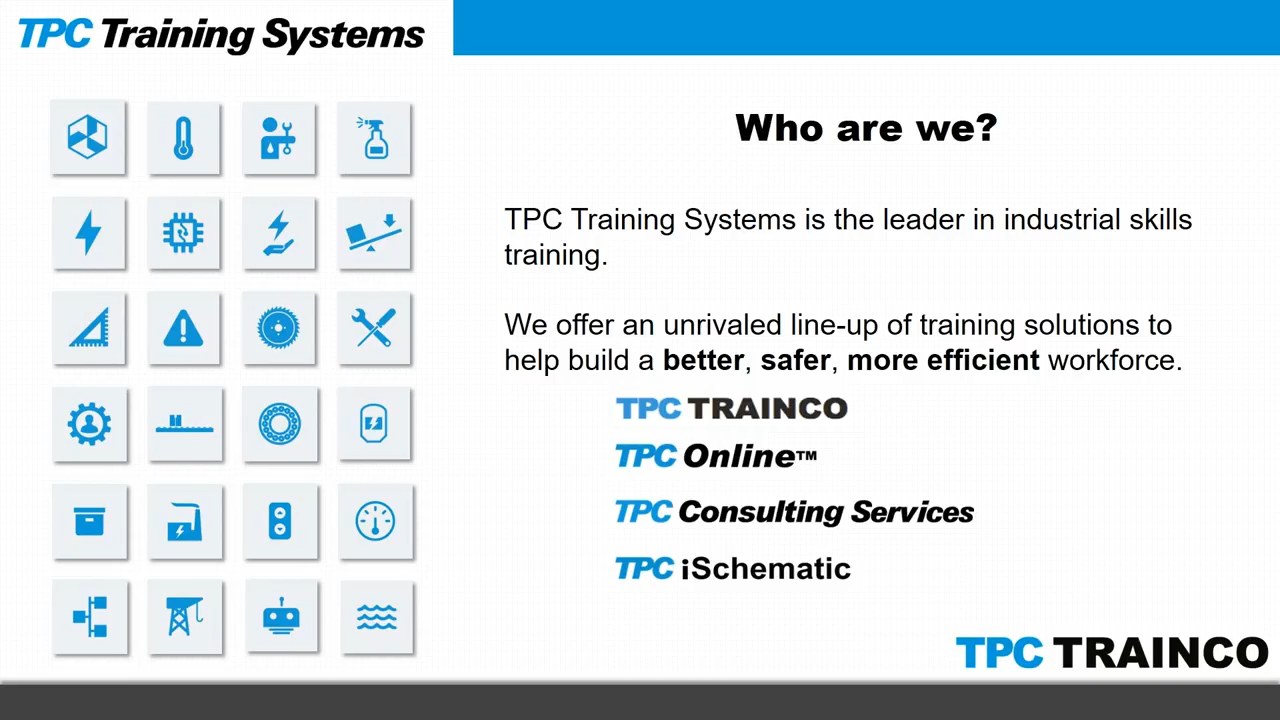 TPC Training Systems
Who are we?
TPC Training Systems is the leader in industrial skills
training.
We offer an unrivaled line-up of training solutions to
help build a better, safer, more efficient workforce.
TPC TRAINCO
TPC Online™
TPC Consulting Services
TPC iSchematic
TPC TRAINCO